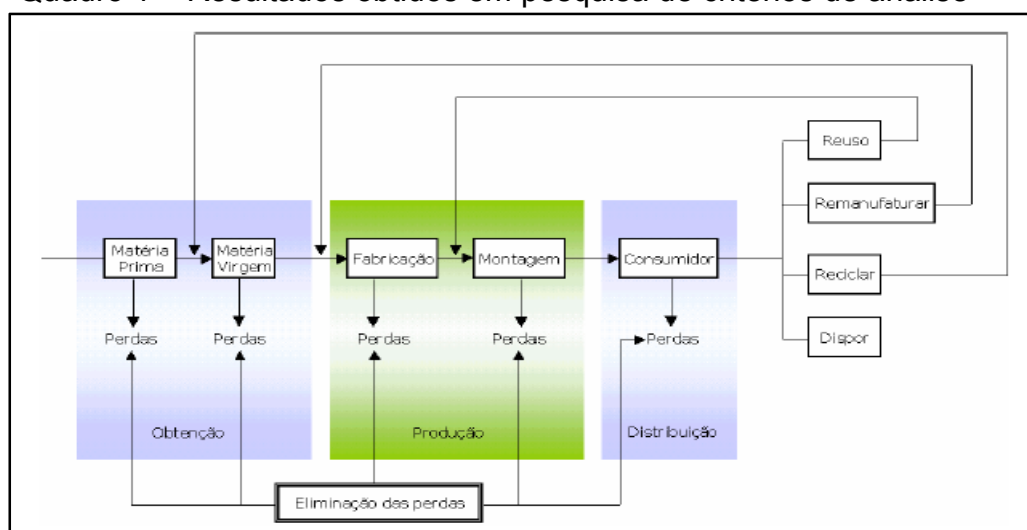 Quadro 1 – Resultados obtidos em pesquisa de critérios de análise
Reuso
Remanufaturar
Reciclar
Dispor
Matéria
Prima
Matéria
Virgem
Fabricação
Montagem
Consumidor
Perdas
Perdas
Perdas
Perdas
Perdas
Obtenção
Produção
Distribuição
Eliminação das perdas